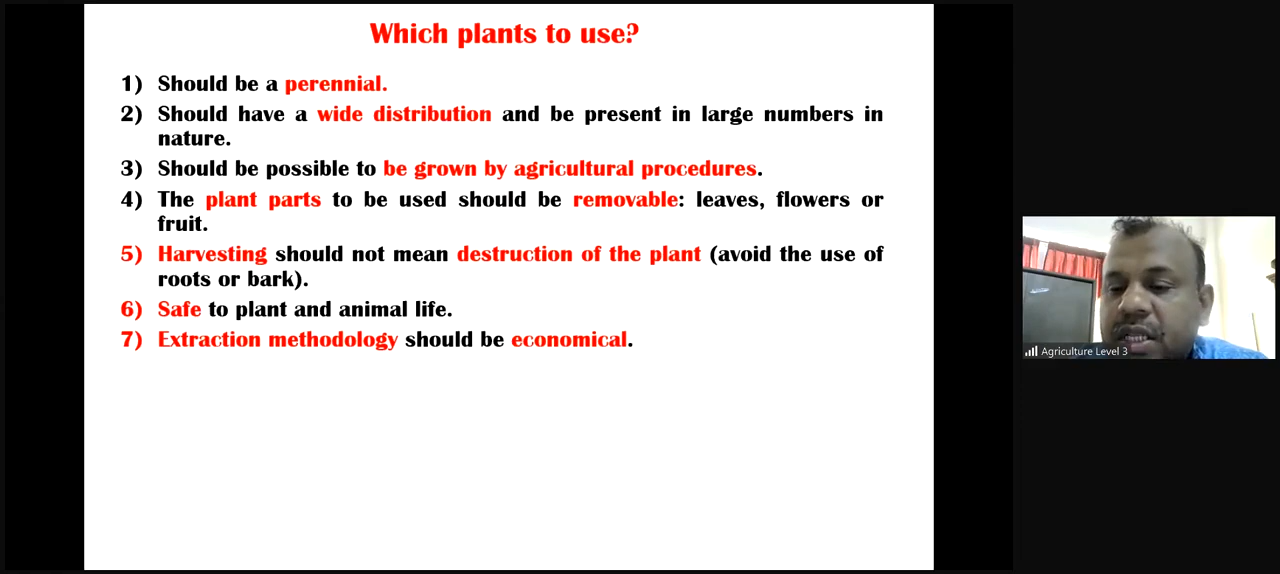 Which plants to use?
1) Should be a perennial.
2) Should have a wide distribution and be present in large numbers in
nature.
3) Should be possible to be grown by agricultural procedures.
4) The plant parts to be used should be removable: leaves, flowers or
fruit.
5) Harvesting should not mean destruction of the plant (avoid the use of
roots or bark).
6) Safe to plant and animal life.
7) Extraction methodology should be economical.
Agriculture Level 3